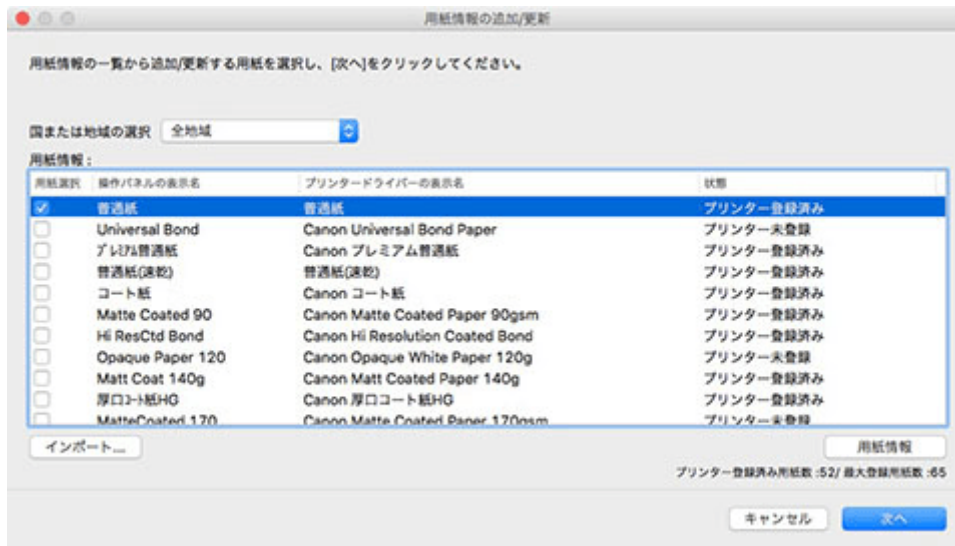 用紙情報の追加/更新
用紙情報の一覧から追加/更新する用紙を選択し、[次へ]をクリックしてください。
国または地域の選択 全地域
用紙情報：
用紙選択 操作パネルの表示名 プリンタードライバーの表示名 状態
普通紙 普通紙 プリンター登録済み
Universal Bond Canon Universal Bond Paper プリンター未登録
ﾌﾟﾚﾐｱﾑ普通紙 Canon プレミアム普通紙 プリンター登録済み
普通紙(速乾) 普通紙(速乾) プリンター登録済み
コート紙 Canon コート紙 プリンター登録済み
Matte Coated 90 Canon Matte Coated Paper 90gsm プリンター登録済み
Hi ResCtd Bond Canon Hi Resolution Coated Bond プリンター登録済み
Opaque Paper 120 Canon Opaque White Paper 120g プリンター未登録
Matt Coat 140g Canon Matt Coated Paper 140g プリンター登録済み
厚口ｺｰﾄ紙HG Canon 厚口コート紙HG プリンター登録済み
MatteCoated 170 Canon Matte Coated Paper 170gsm プリンター未登録
インポート... 用紙情報
プリンター登録済み用紙数 :52/ 最大登録用紙数 :65
キャンセル 次へ